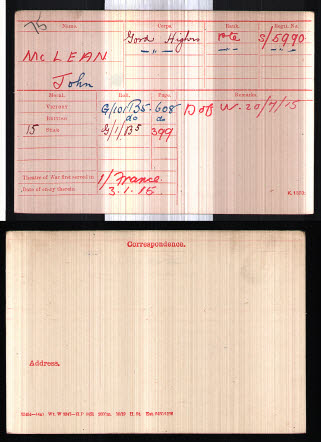 Name. Corps. Rank. Regtl. No.
McLEAN Gord Highrs Pte S/5990
John
Medal. Roll. Page. Remarks.
VICTORY G/101/B5 608 D of W. 20/7/15
BRITISH do do
15 STAR G/1/B5 399
Theatre of War first served in 1/ France
Date of entry therein 3.1.15.
K.1380.
Correspondence.
Address.